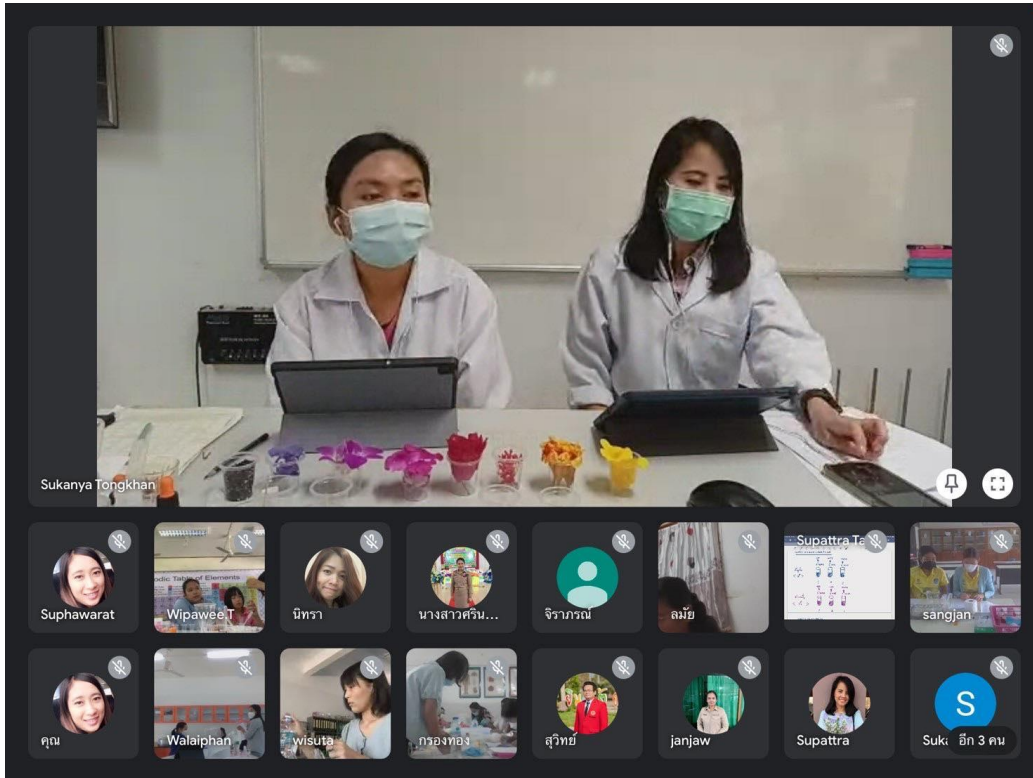 Sukanya Tongkhan
Suphawarat
Periodic Table of Elements
Wipawee.T
นิทรา
นางสาวศริน...
จิราภรณ์
ลมัย
Supattra Ta
sangjan
คุณ
Walaiphan
wisuta
กรองทอง
สุวิทย์
janjaw
Supattra
S
Suka
อีก 3 คน